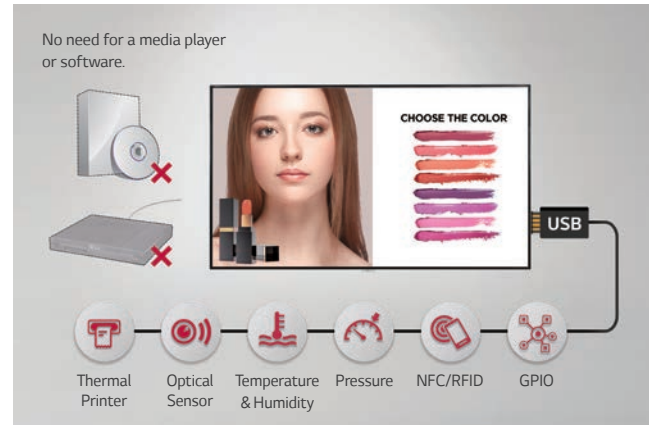 No need for a media player
or software.
CHOOSE THE COLOR
USB
Thermal
Printer
Optical
Sensor
Temperature
& Humidity
Pressure
NFC/RFID
GPIO